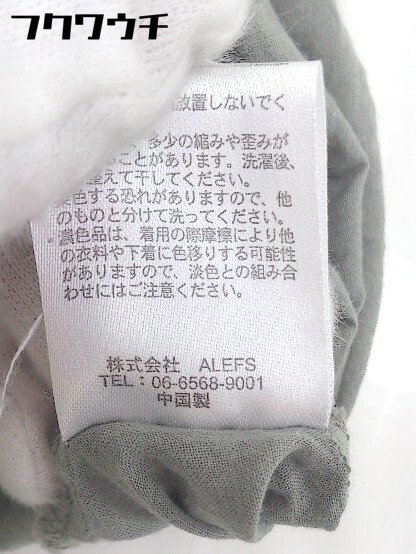 フクワウチ
放置しないでく
多少の縮みや歪みが
ことがあります。洗濯後、
整えて干してください。
色する恐れがありますので、他
のものと分けて洗ってください。
濃色品は、着用の際摩擦により他
の衣料や下着に色移りする可能性
がありますので、淡色との組み合
わせにはご注意ください。
株式会社 ALEFS
TEL：06-6568-9001
中国製